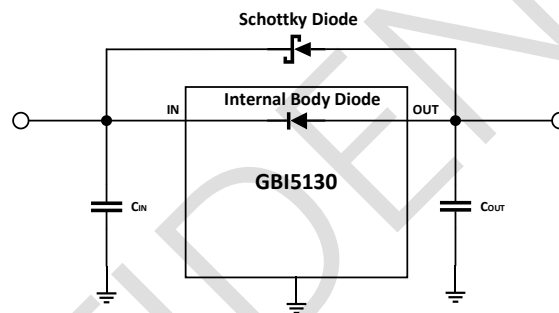 Schottky Diode
IN
Internal Body Diode
OUT
GBI5130
CIN
COUT